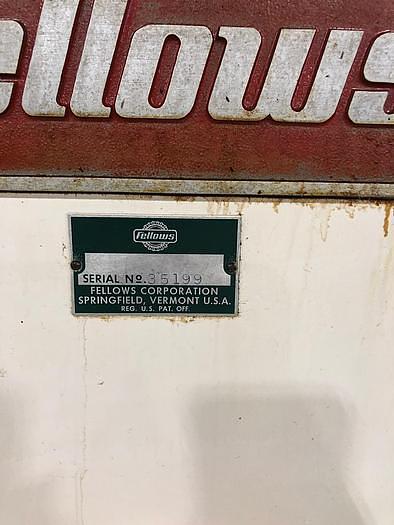 ellows
Fellows
SERIAL No. 35199
FELLOWS CORPORATION
SPRINGFIELD, VERMONT U.S.A.
REG. U.S. PAT. OFF.